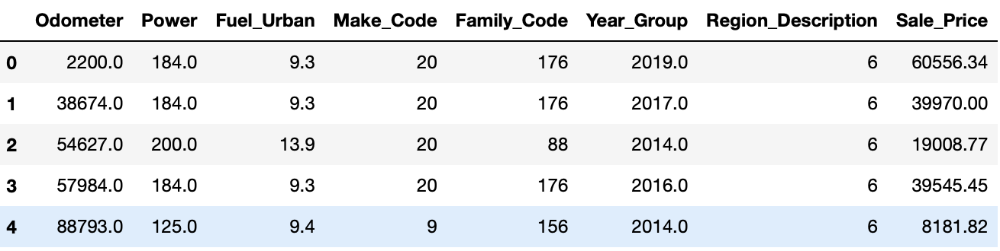 Odometer Power Fuel_Urban Make_Code Family_Code Year_Group Region_Description Sale_Price
0 2200.0 184.0 9.3 20 176 2019.0 6 60556.34
1 38674.0 184.0 9.3 20 176 2017.0 6 39970.00
2 54627.0 200.0 13.9 20 88 2014.0 6 19008.77
3 57984.0 184.0 9.3 20 176 2016.0 6 39545.45
4 88793.0 125.0 9.4 9 156 2014.0 6 8181.82